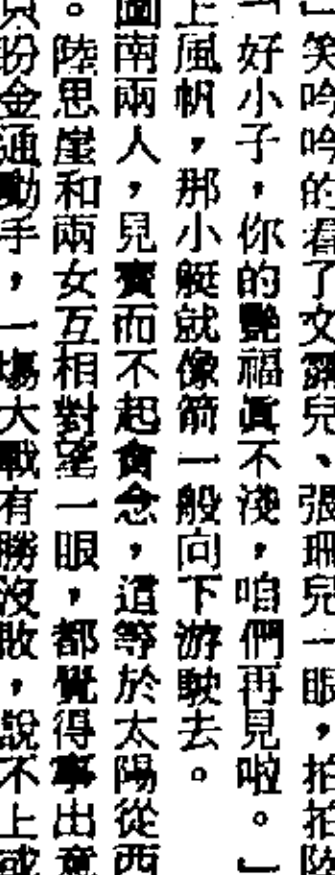 」笑吟吟的看了文霛兒、張珊兒一眼，拍拍陸
「好小子，你的艷福真不淺，咱們再見啦。」
上風帆，那小艇就像箭一般向下游駛去。
圖南兩人，見寶而不起貪念，這等於太陽從西
。陸思崖和兩女互相對望一眼，都覺得事出意
只盼金通動手，一場大戰有勝沒敗，說不上或